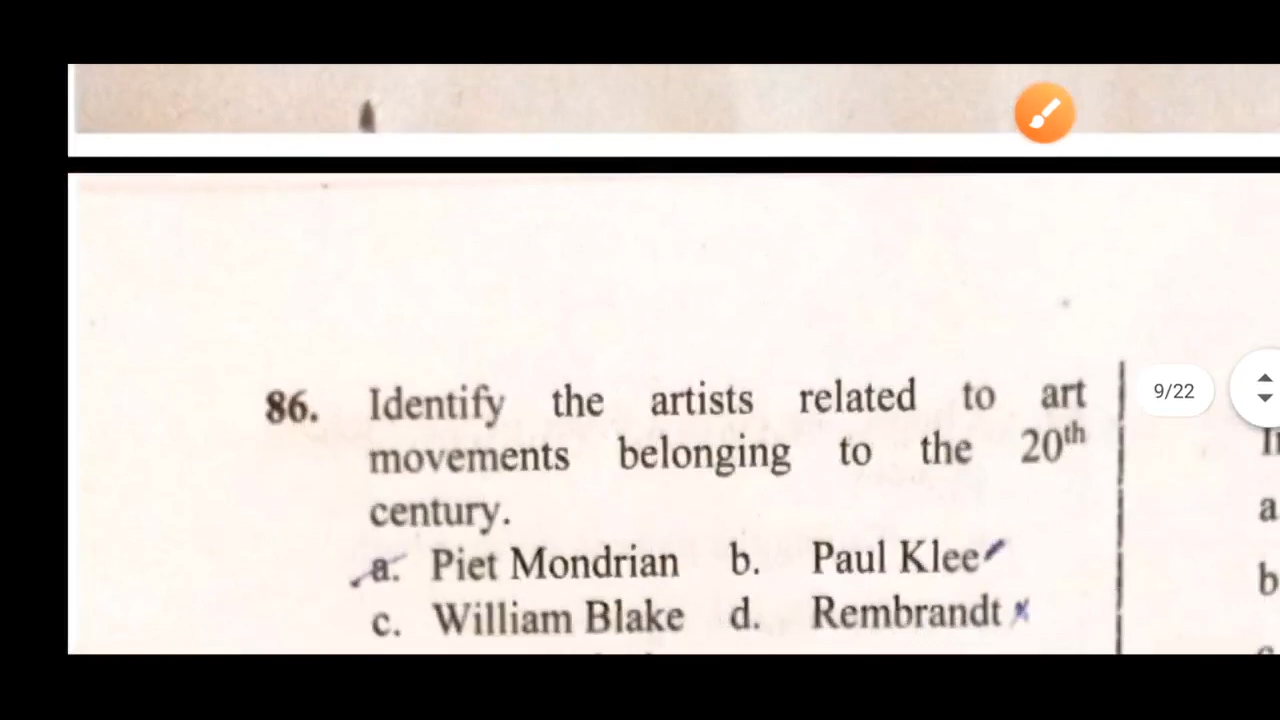 86. Identify the artists related to art
movements belonging to the 20th
century.
a. Piet Mondrian b. Paul Klee
c. William Blake d. Rembrandt
9/22
a
b